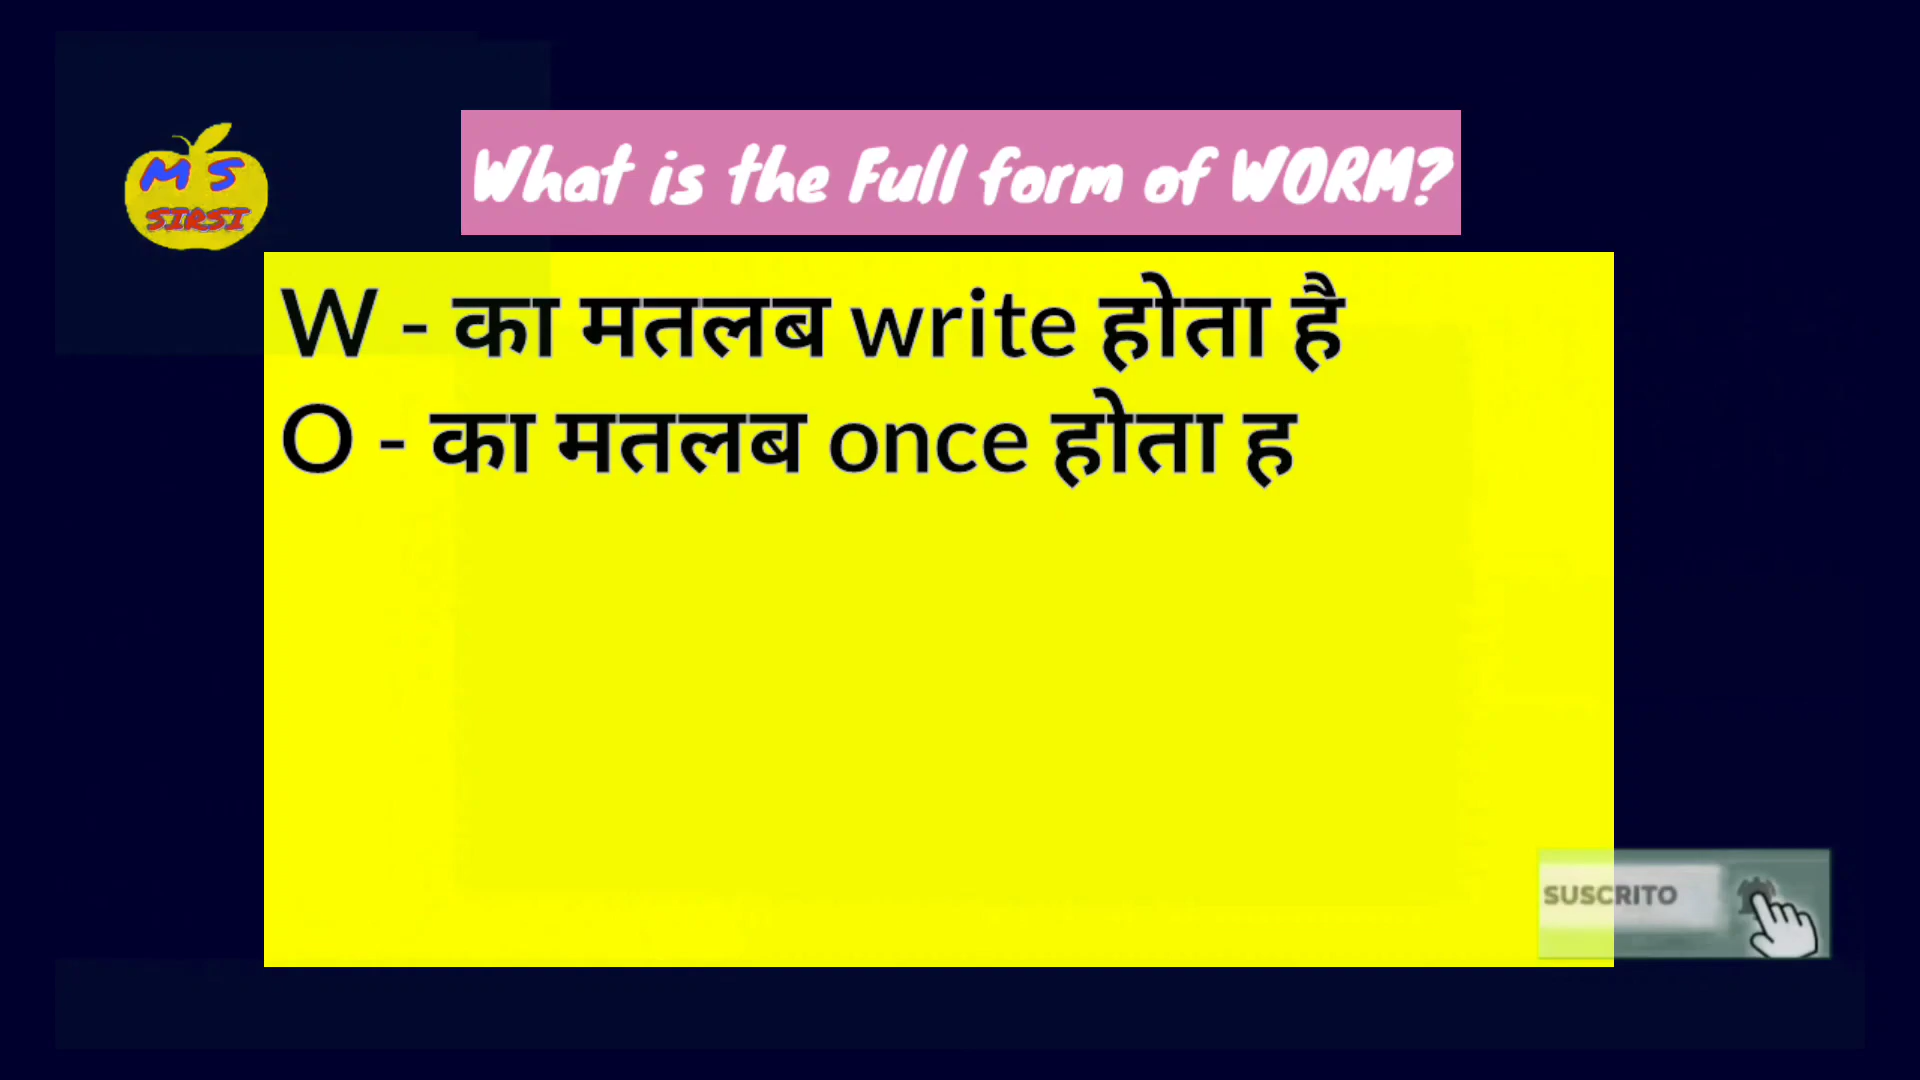 What is the Full form of WORM?
M S
SIRSI
W - का मतलब write होता है
O - का मतलब once होता ह
SUSCRITO